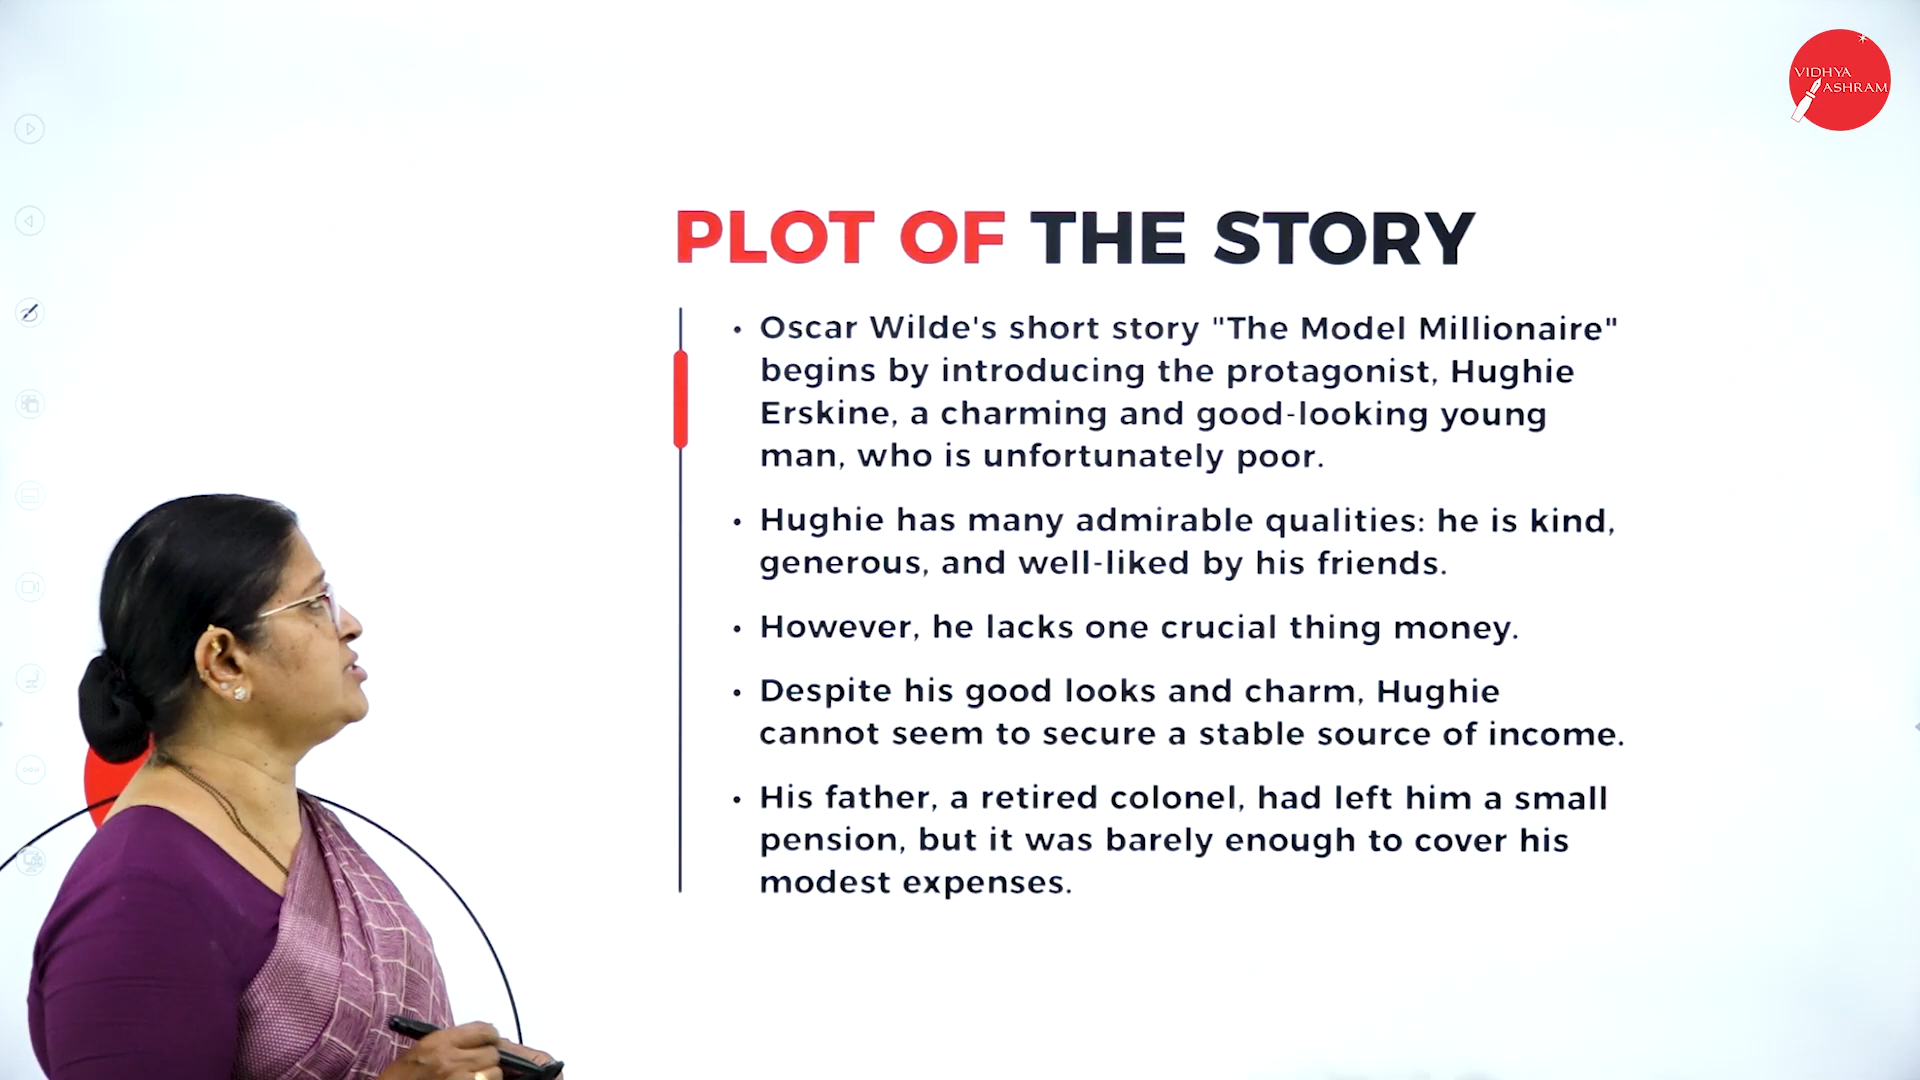 VIDHYA
ASHRAM
PLOT OF THE STORY
• Oscar Wilde's short story "The Model Millionaire"
begins by introducing the protagonist, Hughie
Erskine, a charming and good-looking young
man, who is unfortunately poor.
• Hughie has many admirable qualities: he is kind,
generous, and well-liked by his friends.
• However, he lacks one crucial thing money.
• Despite his good looks and charm, Hughie
cannot seem to secure a stable source of income.
• His father, a retired colonel, had left him a small
pension, but it was barely enough to cover his
modest expenses.